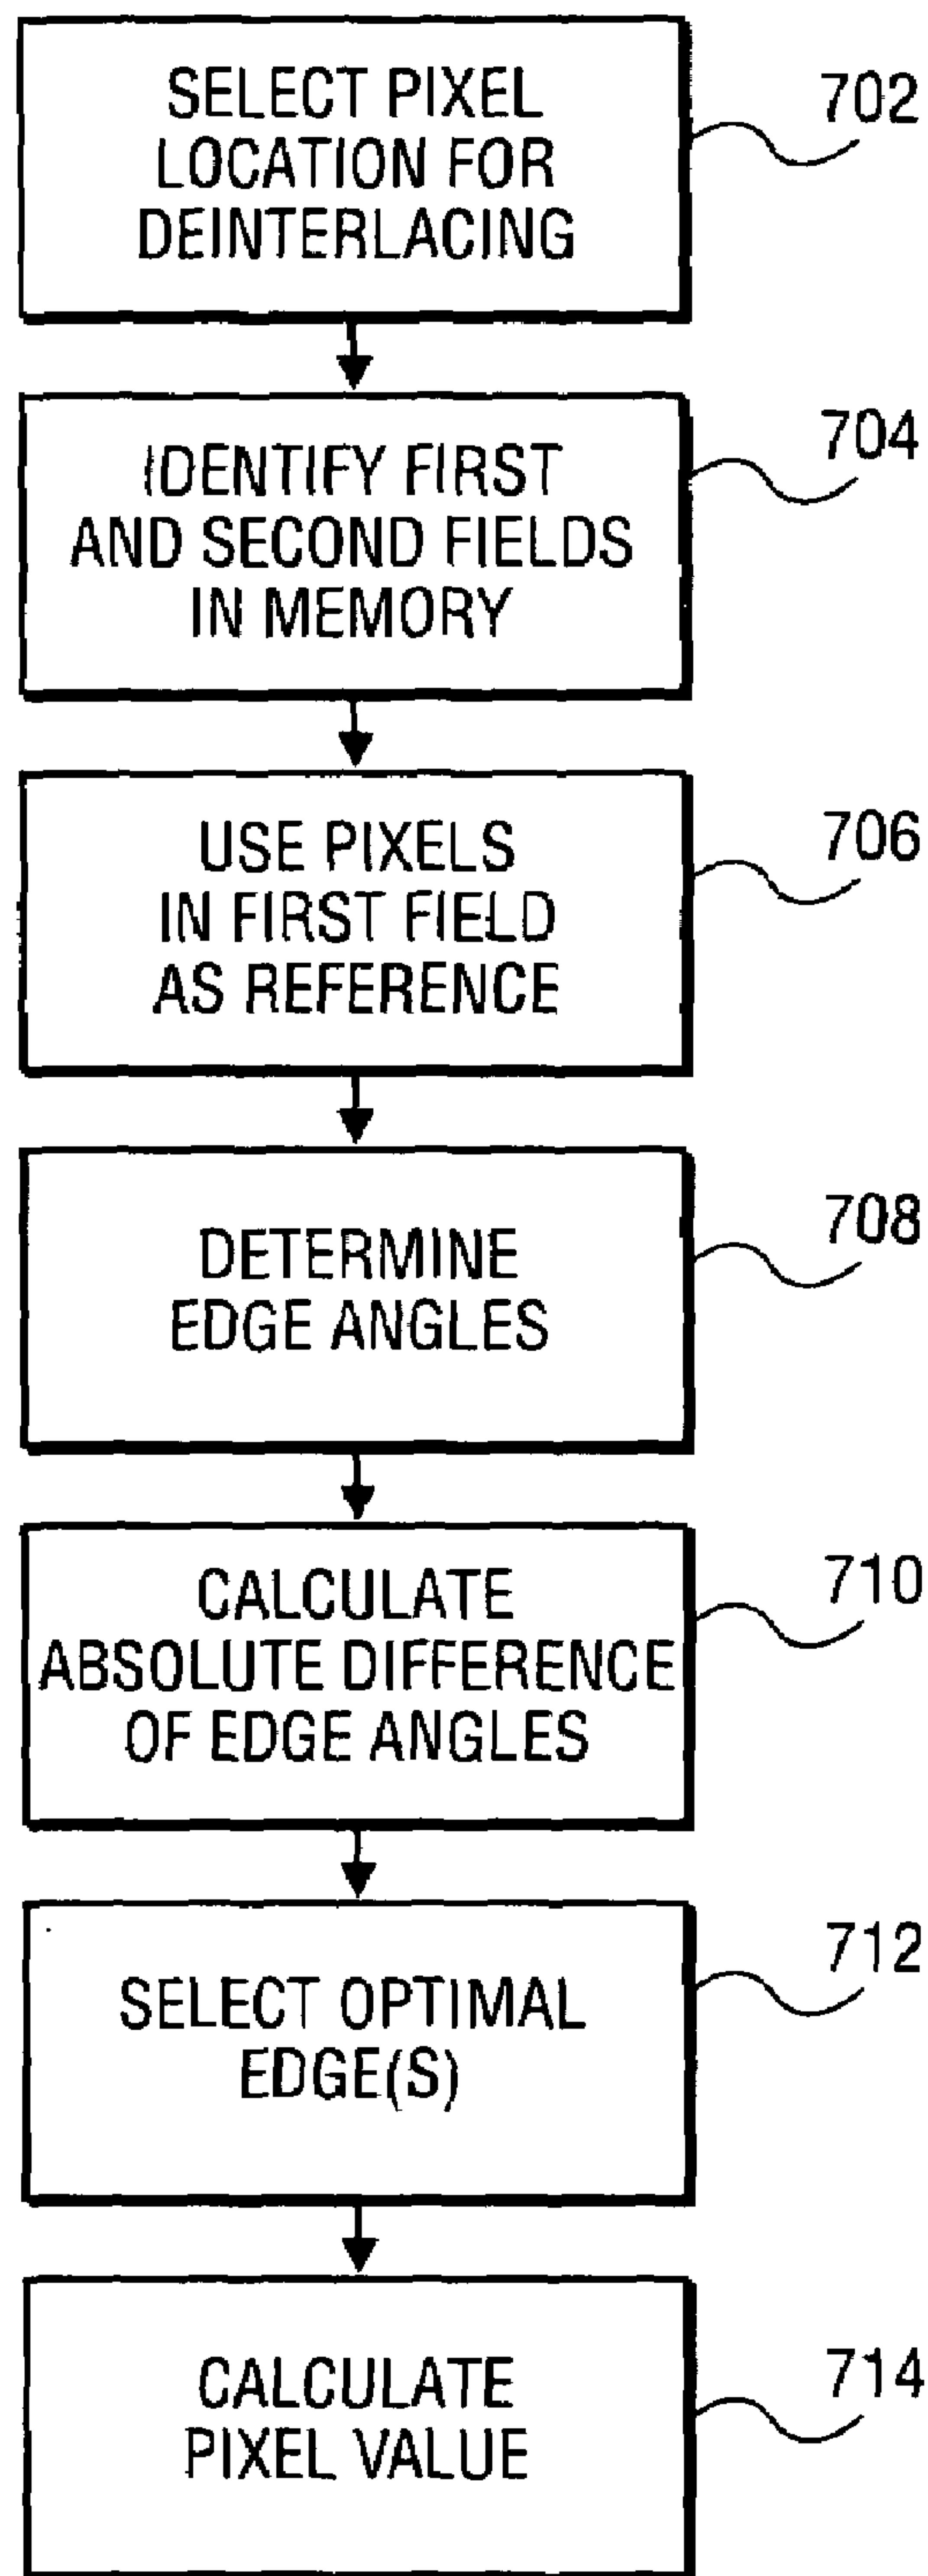 SELECT PIXEL
LOCATION FOR
DEINTERLACING
702
IDENTIFY FIRST
AND SECOND FIELDS
IN MEMORY
704
USE PIXELS
IN FIRST FIELD
AS REFERENCE
706
DETERMINE
EDGE ANGLES
708
CALCULATE
ABSOLUTE DIFFERENCE
OF EDGE ANGLES
710
SELECT OPTIMAL
EDGE(S)
712
CALCULATE
PIXEL VALUE
714